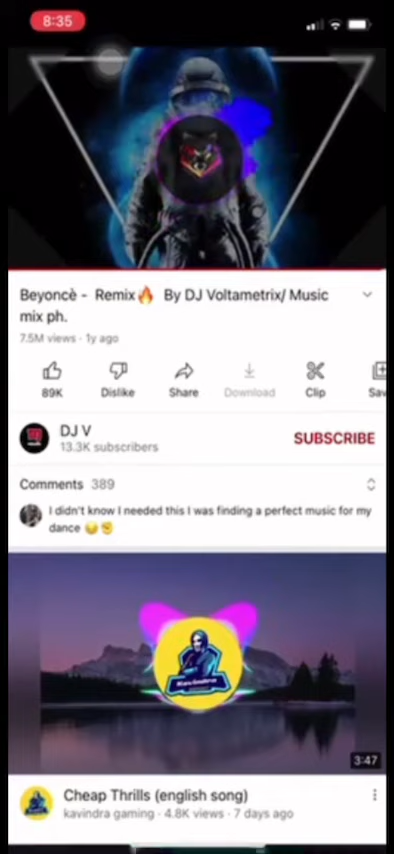 8:35
Beyoncè - Remix🔥 By DJ Voltametrix/ Music
mix ph.
7.5M views · 1y ago
89K
Dislike
Share
Download
Clip
Sav
DJ V
13.3K subscribers
SUBSCRIBE
Comments 389
I didn't know I needed this I was finding a perfect music for my
dance 😂✊
3:47
Cheap Thrills (english song)
kavindra gaming · 4.8K views · 7 days ago